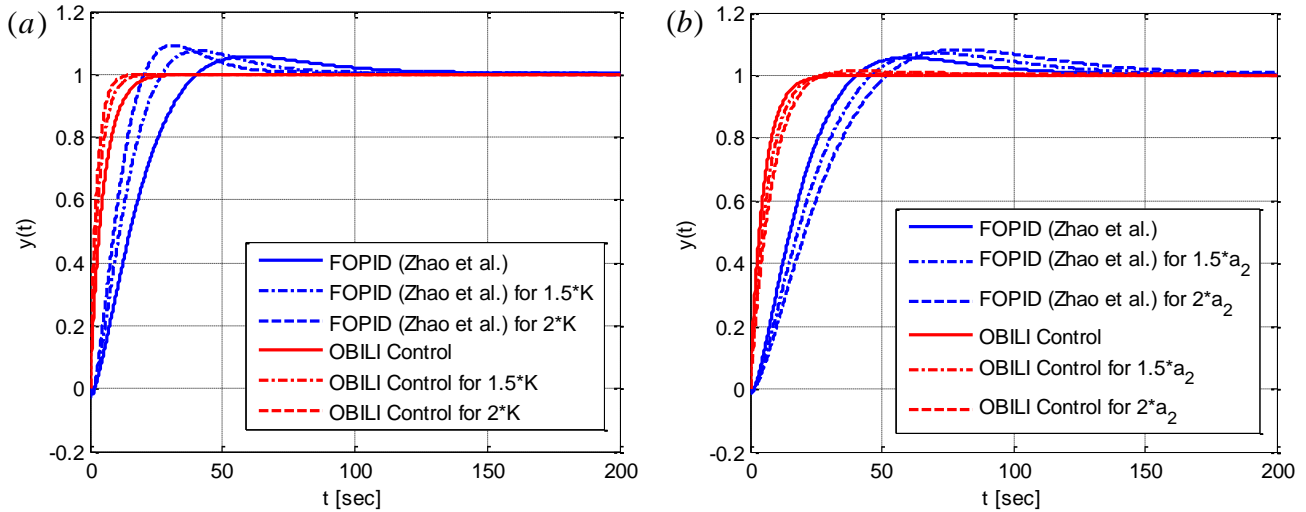 (a)
1.2
1
0.8
0.6
0.4
0.2
0
-0.2
y(t)
FOPID (Zhao et al.)
FOPID (Zhao et al.) for 1.5*K
FOPID (Zhao et al.) for 2*K
OBILI Control
OBILI Control for 1.5*K
OBILI Control for 2*K
0 50 100 150 200
t [sec]
(b)
1.2
1
0.8
0.6
0.4
0.2
0
-0.2
y(t)
FOPID (Zhao et al.)
FOPID (Zhao et al.) for 1.5*a2
FOPID (Zhao et al.) for 2*a2
OBILI Control
OBILI Control for 1.5*a2
OBILI Control for 2*a2
0 50 100 150 200
t [sec]